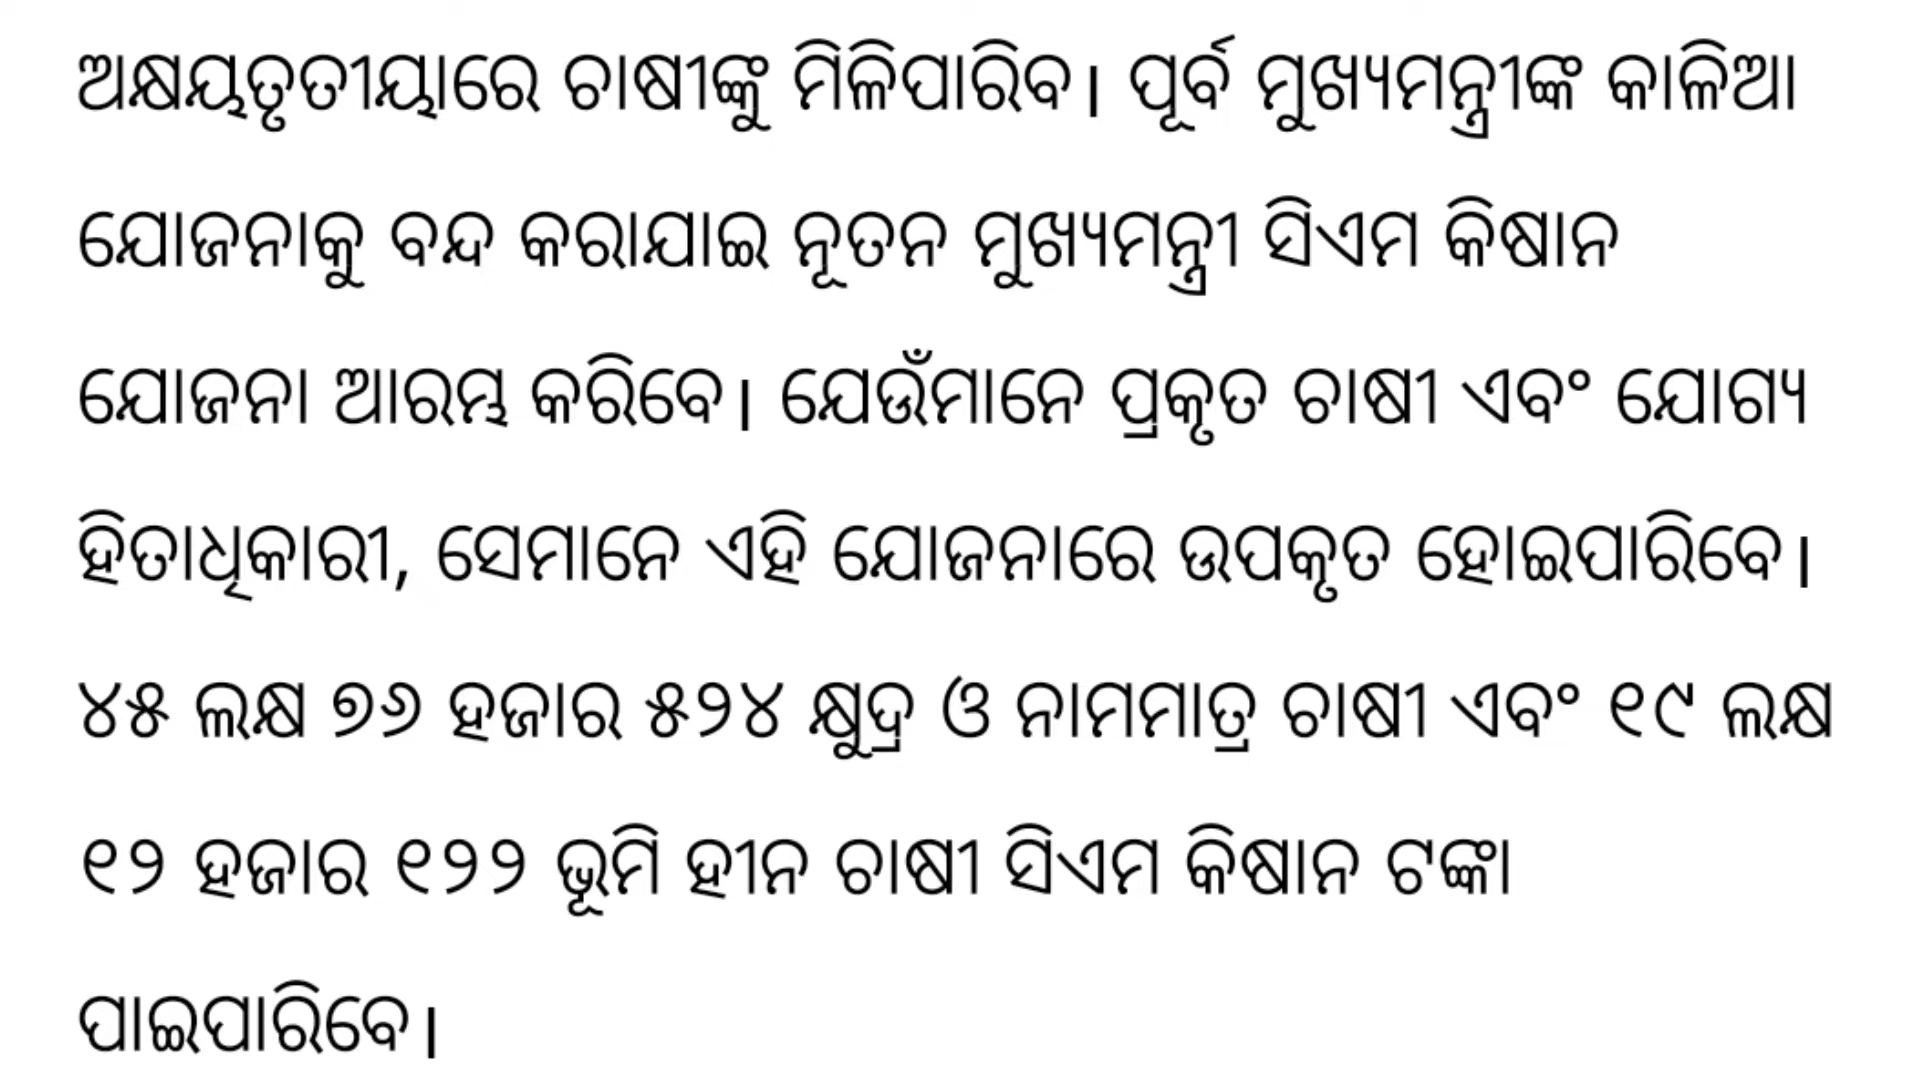 ଅକ୍ଷୟତୃତୀୟାରେ ଚାଷୀଙ୍କୁ ମିଳିପାରିବ। ପୂର୍ବ ମୁଖ୍ୟମନ୍ତ୍ରୀଙ୍କ କାଳିଆ
ଯୋଜନାକୁ ବନ୍ଦ କରାଯାଇ ନୂତନ ମୁଖ୍ୟମନ୍ତ୍ରୀ ସିଏମ କିଷାନ
ଯୋଜନା ଆରମ୍ଭ କରିବେ। ଯେଉଁମାନେ ପ୍ରକୃତ ଚାଷୀ ଏବଂ ଯୋଗ୍ୟ
ହିତାଧିକାରୀ, ସେମାନେ ଏହି ଯୋଜନାରେ ଉପକୃତ ହୋଇପାରିବେ।
୪୫ ଲକ୍ଷ ୭୬ ହଜାର ୫୨୪ କ୍ଷୁଦ୍ର ଓ ନାମମାତ୍ର ଚାଷୀ ଏବଂ ୧୯ ଲକ୍ଷ
୧୨ ହଜାର ୧୨୨ ଭୂମି ହୀନ ଚାଷୀ ସିଏମ କିଷାନ ଟଙ୍କା
ପାଇପାରିବେ।